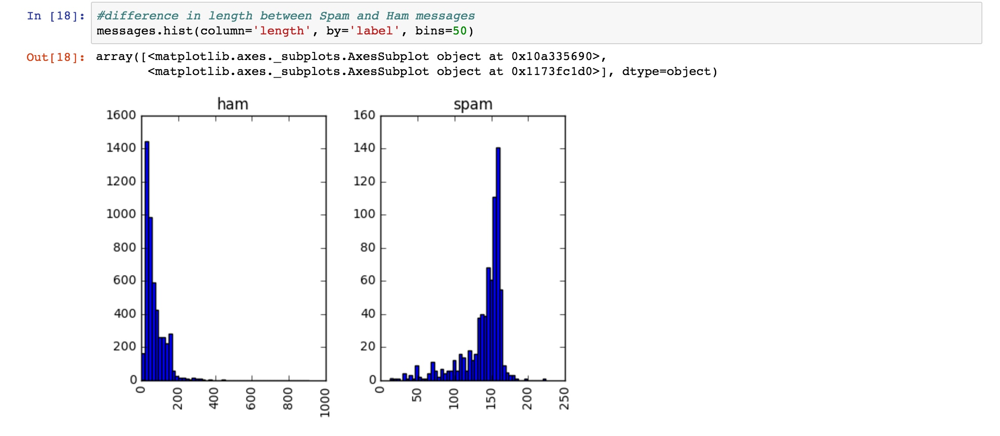 In [18]: #difference in length between Spam and Ham messages
messages.hist(column='length', by='label', bins=50)
Out[18]: array([<matplotlib.axes._subplots.AxesSubplot object at 0x10a335690>,
<matplotlib.axes._subplots.AxesSubplot object at 0x1173fc1d0>], dtype=object)
ham
1600
1400
1200
1000
800
600
400
200
0
0 200 400 600 800 1000
spam
160
140
120
100
80
60
40
20
0
0 50 100 150 200 250